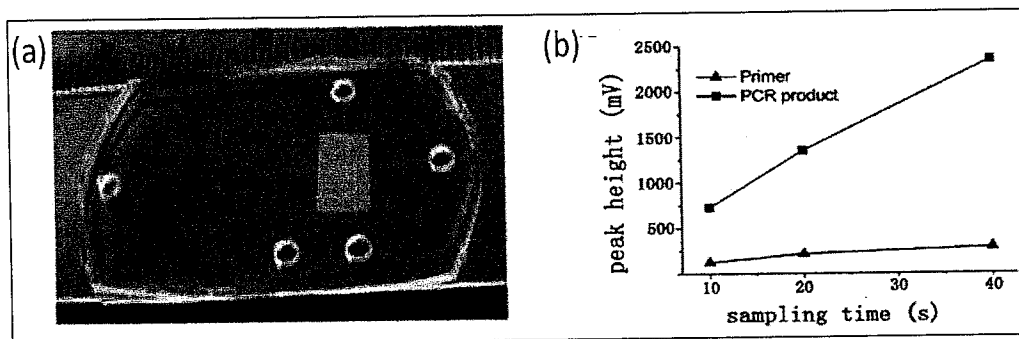 (a)
(b)
peak height (mV)
2500
2000
1500
1000
500
Primer
PCR product
10
20
30
40
sampling time (s)